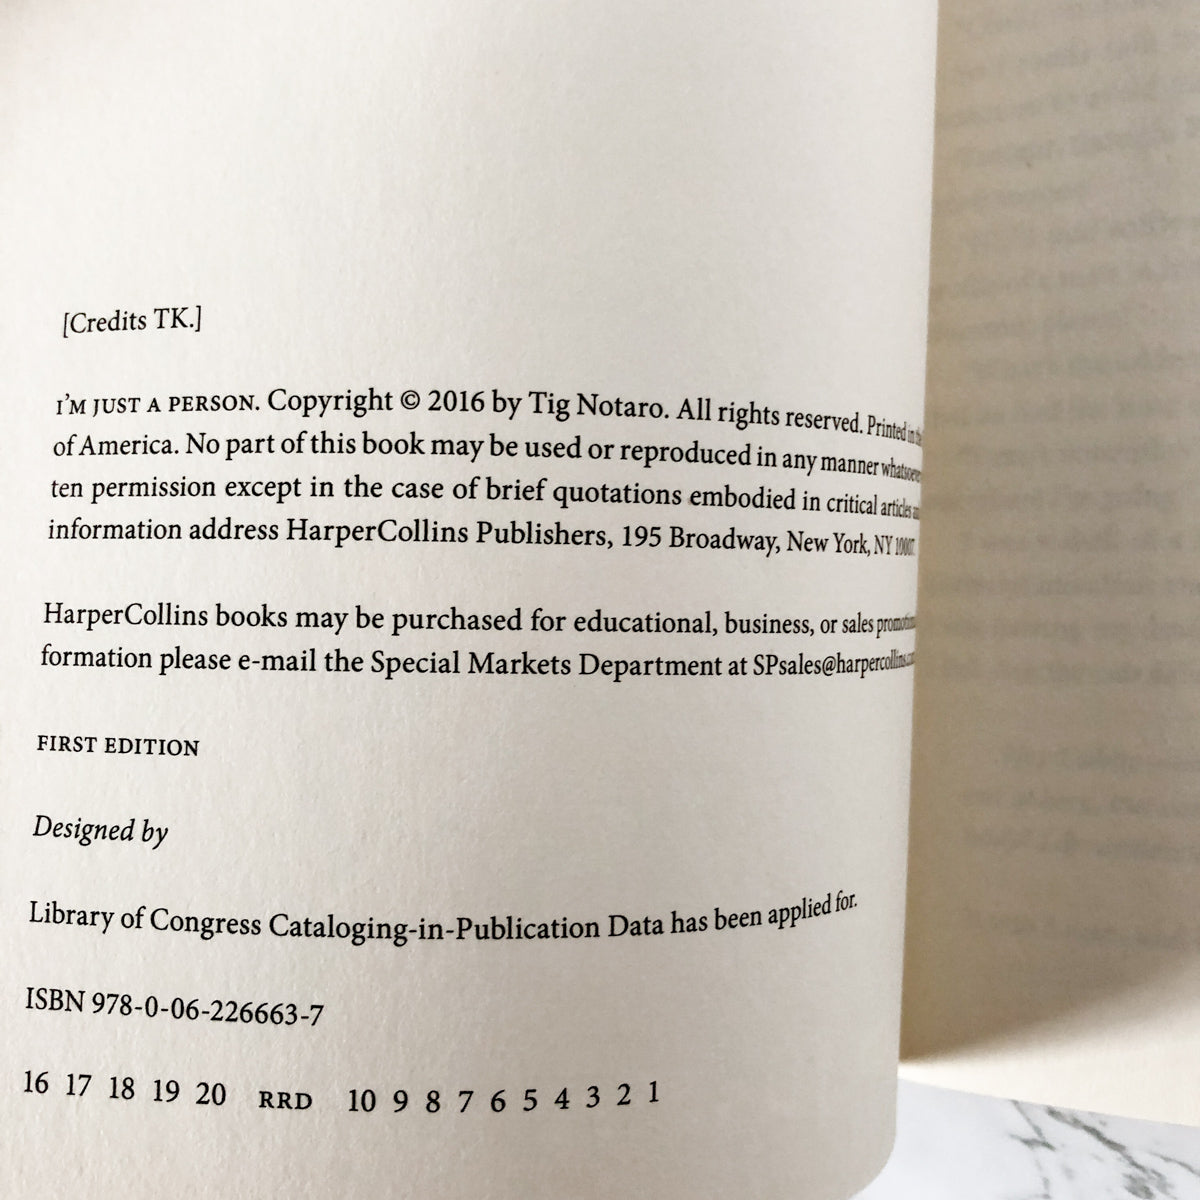 [Credits TK.]
I'M JUST A PERSON. Copyright © 2016 by Tig Notaro. All rights reserved. Printed in the
of America. No part of this book may be used or reproduced in any manner whatsoever
ten permission except in the case of brief quotations embodied in critical articles
information address HarperCollins Publishers, 195 Broadway, New York, NY 10007.
HarperCollins books may be purchased for educational, business, or sales
formation please e-mail the Special Markets Department at
FIRST EDITION
Designed by
Library of Congress Cataloging-in-Publication Data has been applied for.
ISBN 978-0-06-226663-7
16 17 18 19 20 RRD 10 9 8 7 6 5 4 3 2 1